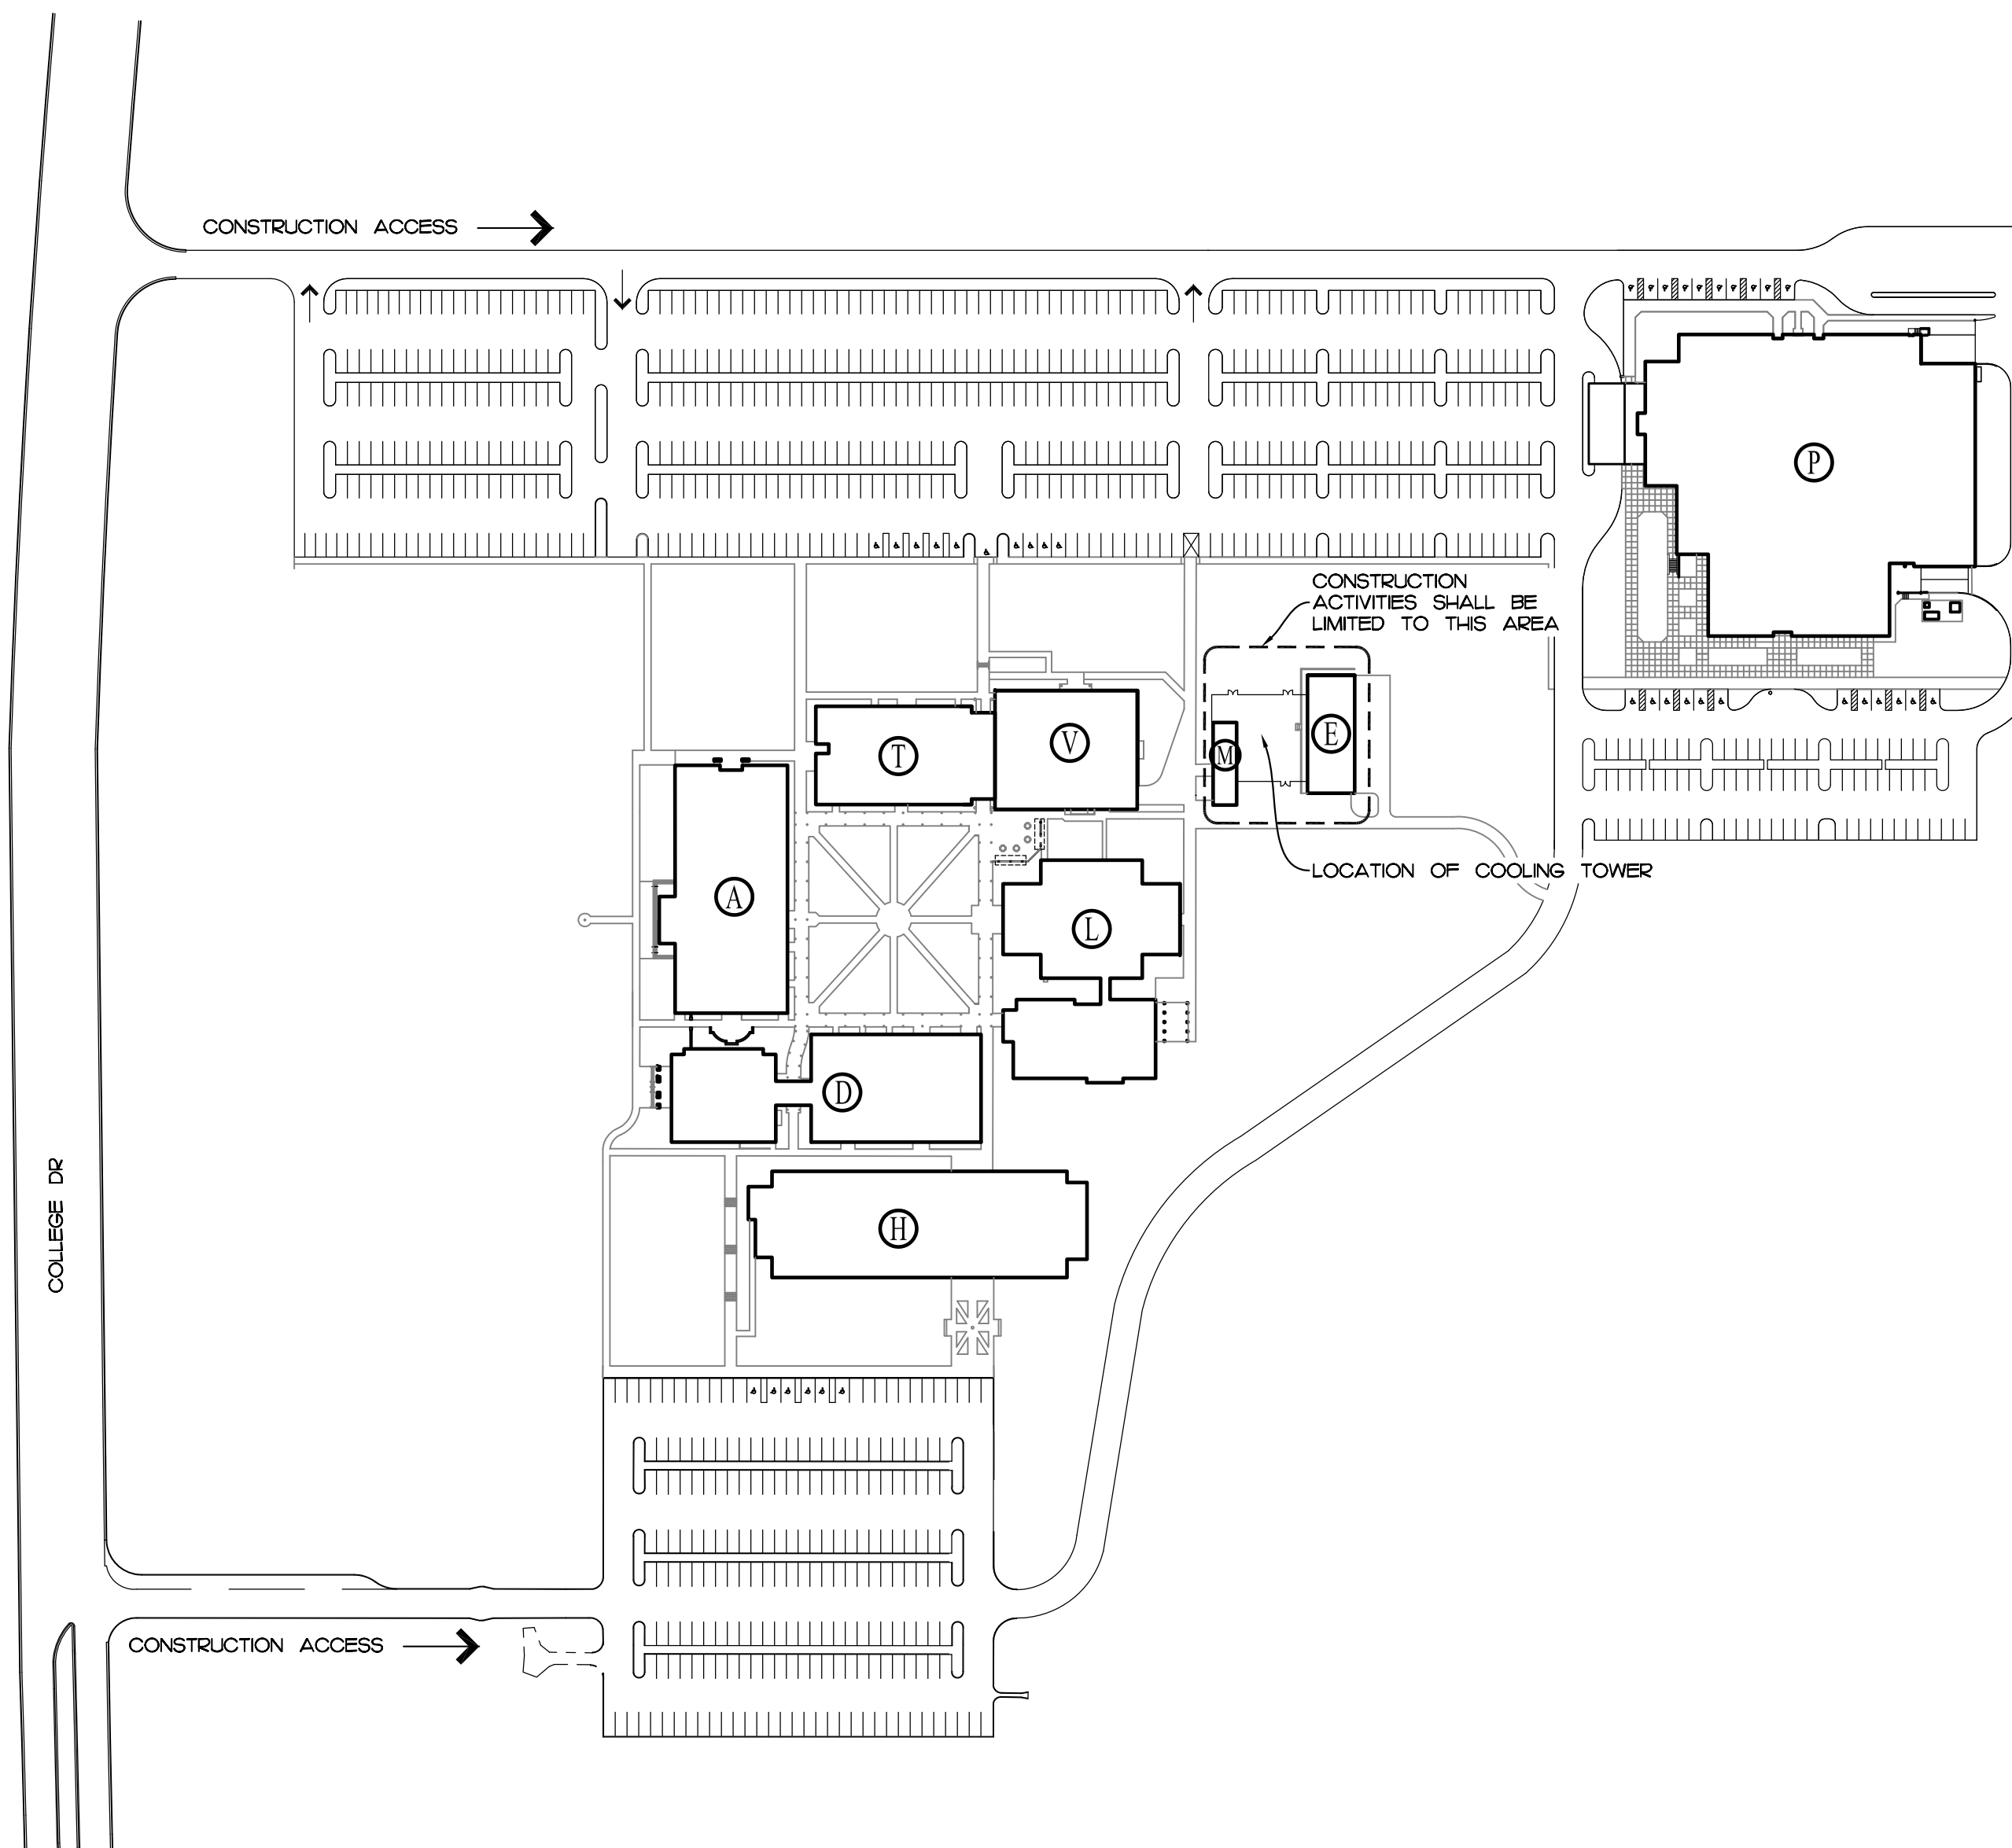 CONSTRUCTION ACCESS
P
CONSTRUCTION
ACTIVITIES SHALL BE
LIMITED TO THIS AREA
T
V
M
E
A
L
LOCATION OF COOLING TOWER
D
H
COLLEGE DR
CONSTRUCTION ACCESS